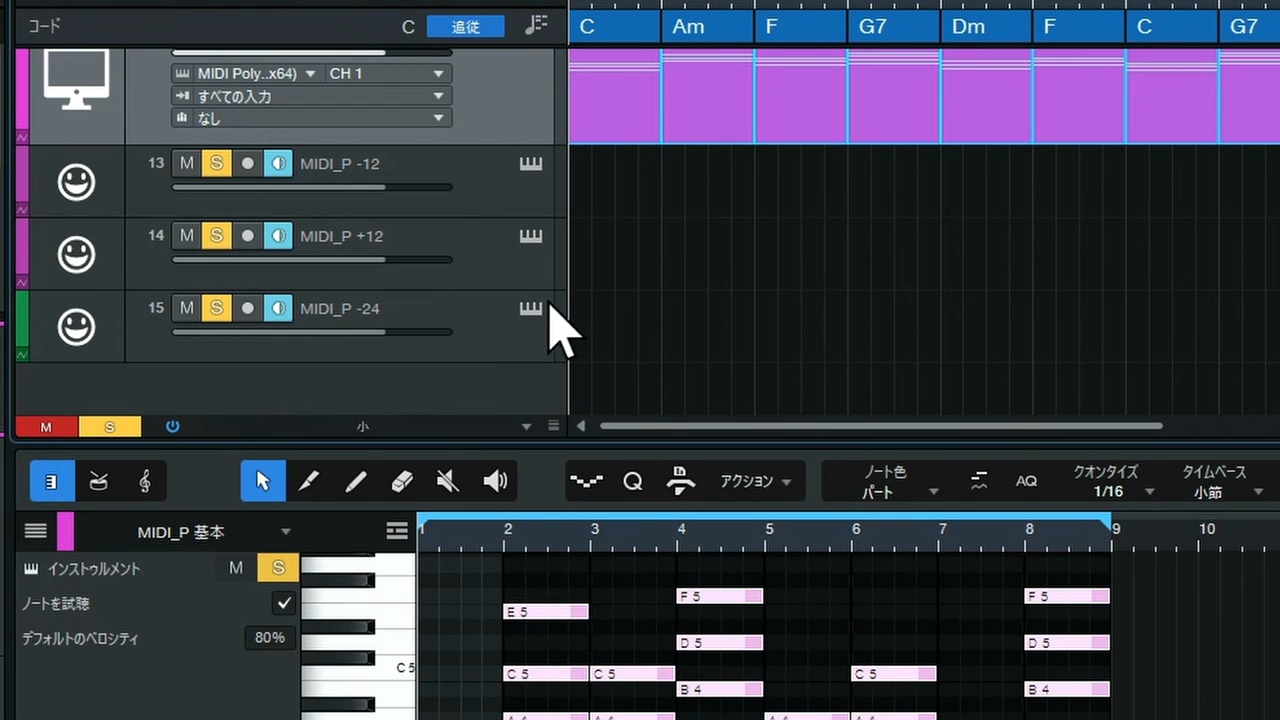 コード C 追従 C Am F G7 Dm F C G7
MIDI Poly..x64) CH 1
すべての入力
なし
13 M S MIDI_P -12
14 M S MIDI_P +12
15 M S MIDI_P -24
M S 小
Q アクション ノート色 パート AQ クオンタイズ 1/16 タイムベース 小節
MIDI_P 基本 1 2 3 4 5 6 7 8 9 10
インストゥルメント M S
ノートを試聴
デフォルトのベロシティ 80%
F 5 F 5
E 5
D 5 D 5
C5 C 5 C 5 C 5
B 4 B 4
A 4 A 4 A 4 A 4